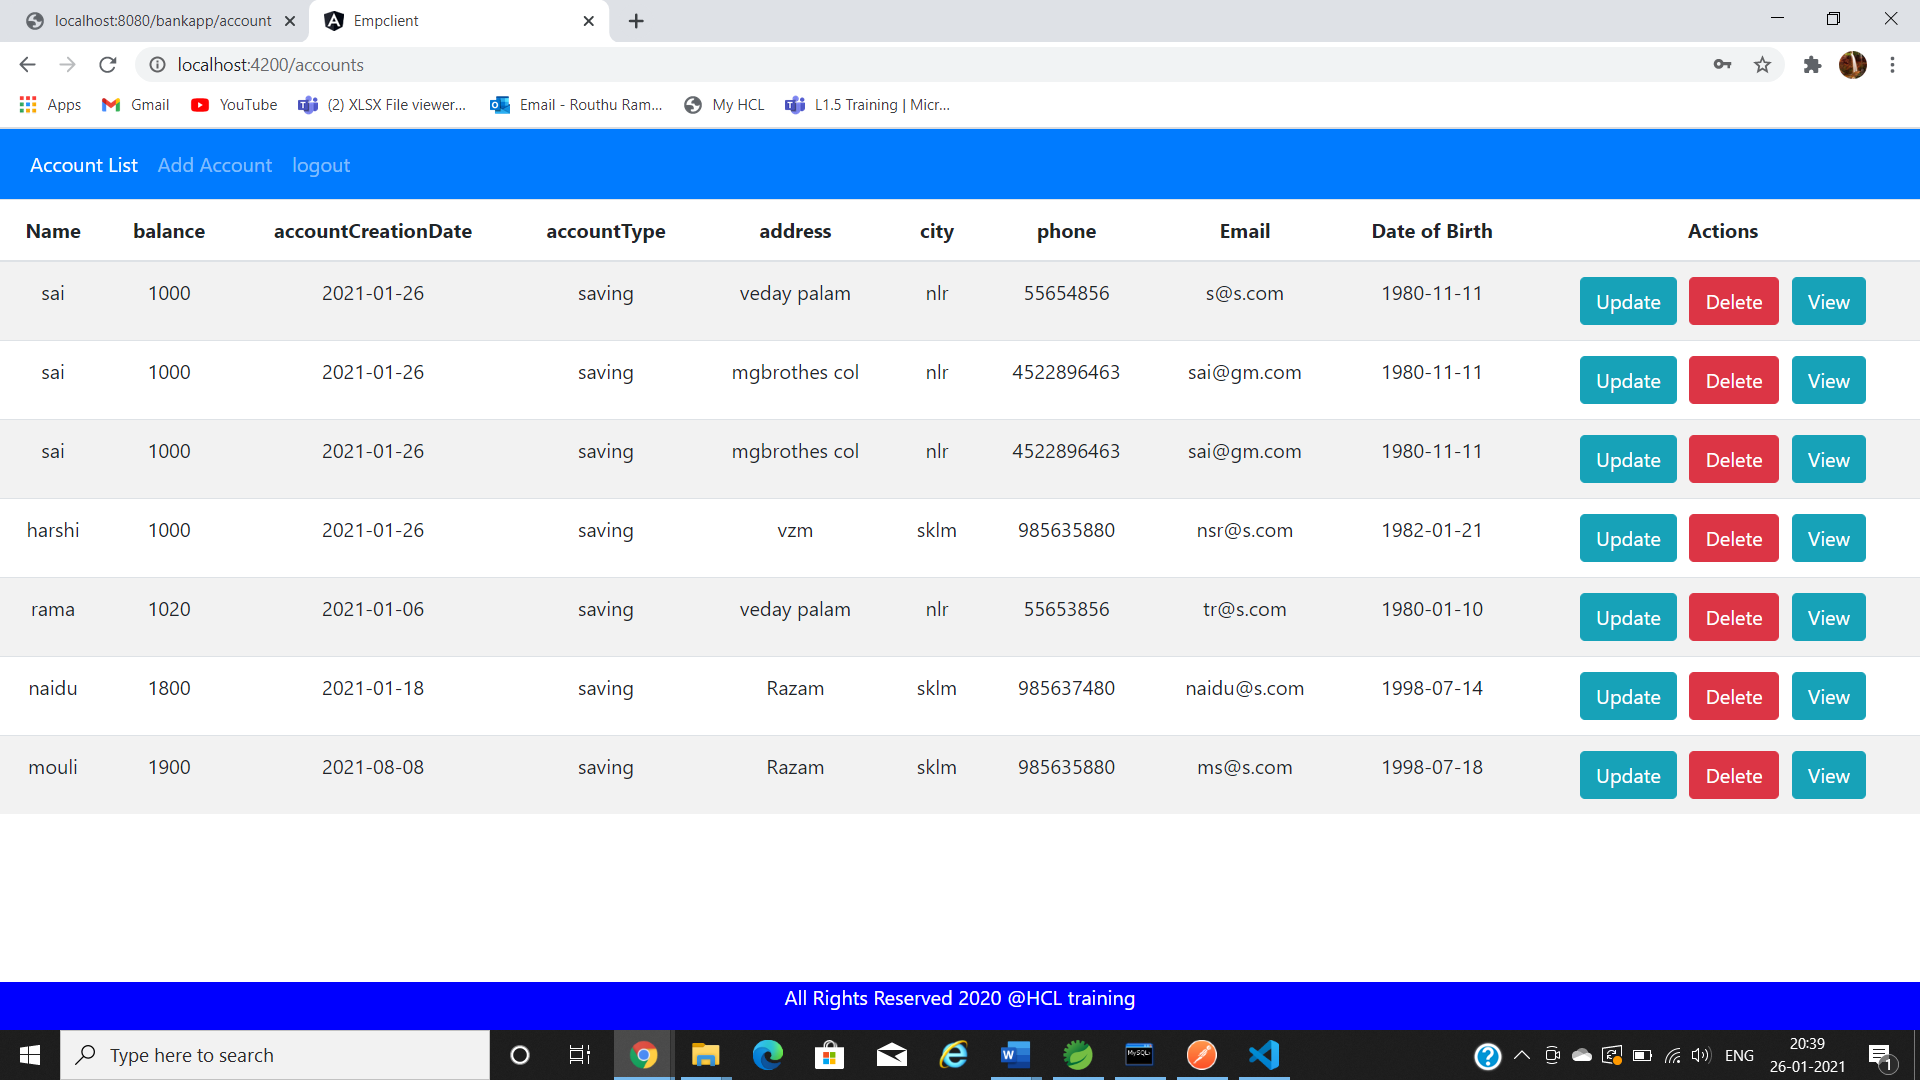 localhost:8080/bankapp/account
Empclient
localhost:4200/accounts
Apps Gmail YouTube (2) XLSX File viewer... Email - Routhu Ram... My HCL L1.5 Training | Micr...
Account List Add Account logout
Name balance accountCreationDate accountType address city phone Email Date of Birth Actions
sai 1000 2021-01-26 saving veday palam nlr 55654856 s@s.com 1980-11-11 Update Delete View
sai 1000 2021-01-26 saving mgbrothes col nlr 4522896463 sai@gm.com 1980-11-11 Update Delete View
sai 1000 2021-01-26 saving mgbrothes col nlr 4522896463 sai@gm.com 1980-11-11 Update Delete View
harshi 1000 2021-01-26 saving vzm sklm 985635880 nsr@s.com 1982-01-21 Update Delete View
rama 1020 2021-01-06 saving veday palam nlr 55653856 tr@s.com 1980-01-10 Update Delete View
naidu 1800 2021-01-18 saving Razam sklm 985637480 naidu@s.com 1998-07-14 Update Delete View
mouli 1900 2021-08-08 saving Razam sklm 985635880 ms@s.com 1998-07-18 Update Delete View
All Rights Reserved 2020 @HCL training
Type here to search
MySQL
ENG
20:39
26-01-2021
1